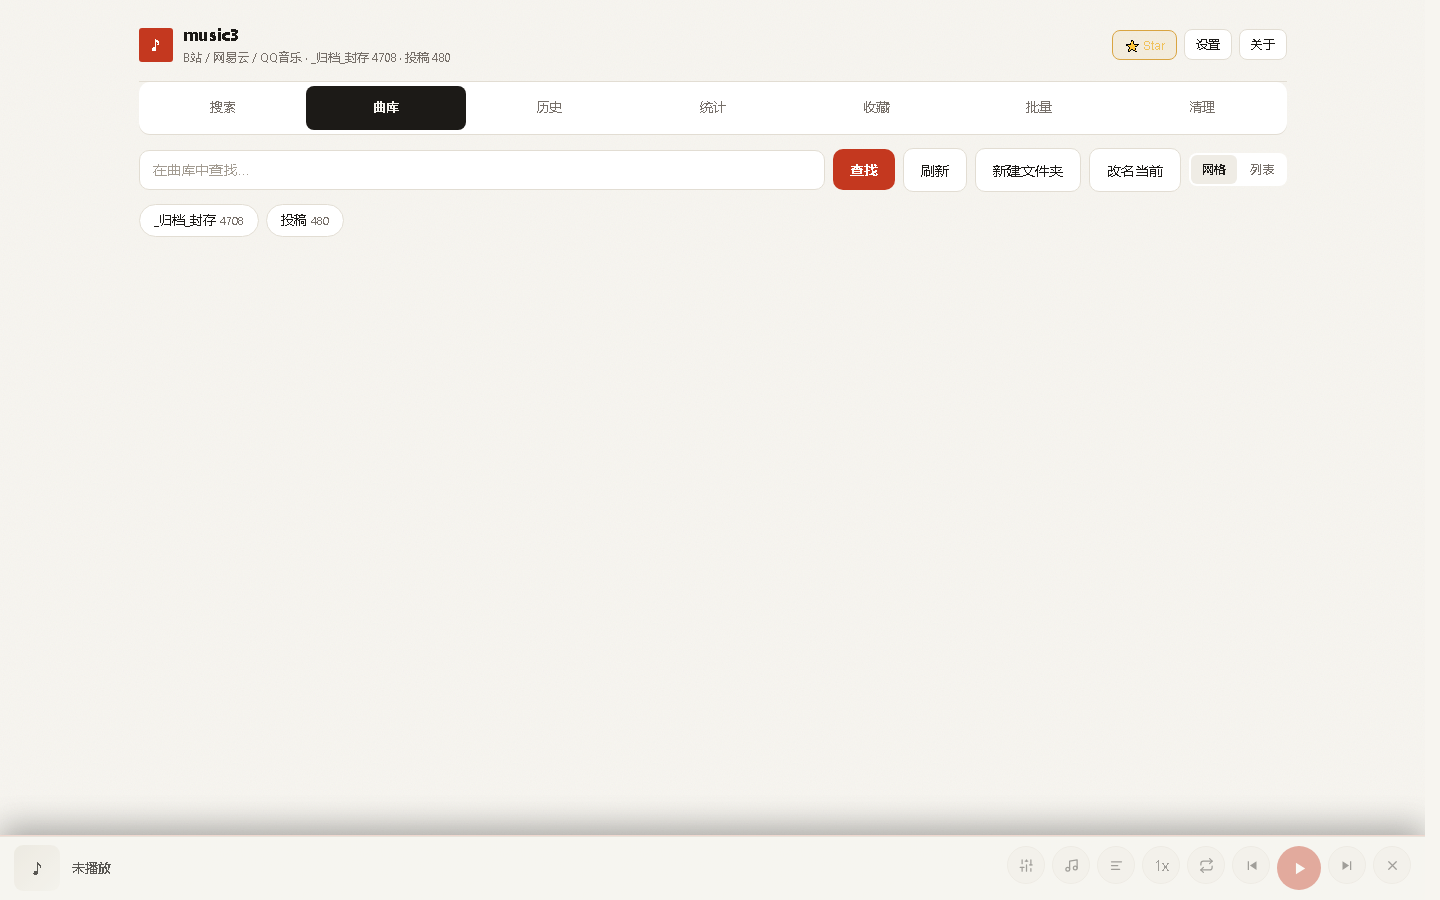 music3
B站 / 网易云 / QQ音乐 · _归档_封存 4708 · 投稿 480
Star
设置
关于
搜索
曲库
历史
统计
收藏
批量
清理
在曲库中查找...
查找
刷新
新建文件夹
改名当前
网格
列表
_归档_封存 4708
投稿 480
未播放
1x